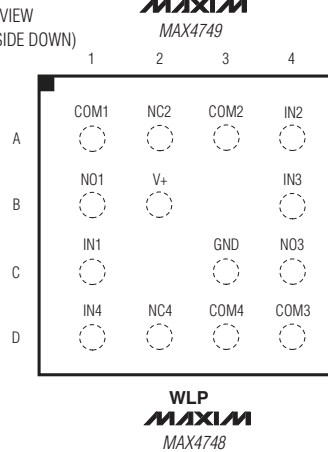 VIEW
SIDE DOWN)
MAXIM
MAX4749
1 2 3 4
A COM1 NC2 COM2 IN2
B NO1 V+ IN3
C IN1 GND NO3
D IN4 NC4 COM4 COM3
WLP
MAXIM
MAX4748